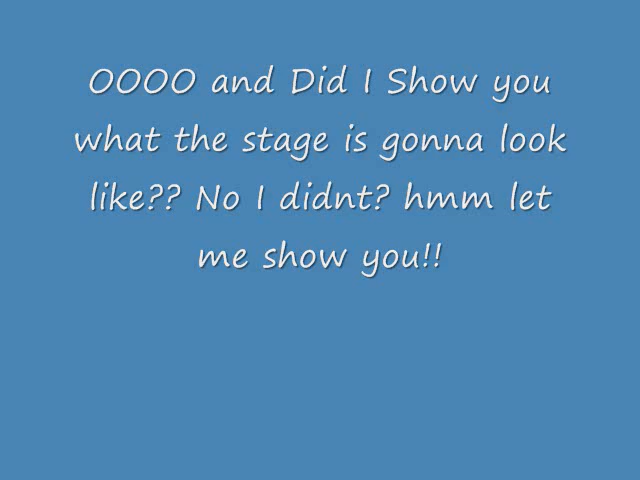 OOOO and Did I Show you
what the stage is gonna look
like?? No I didnt? hmm let
me show you!!